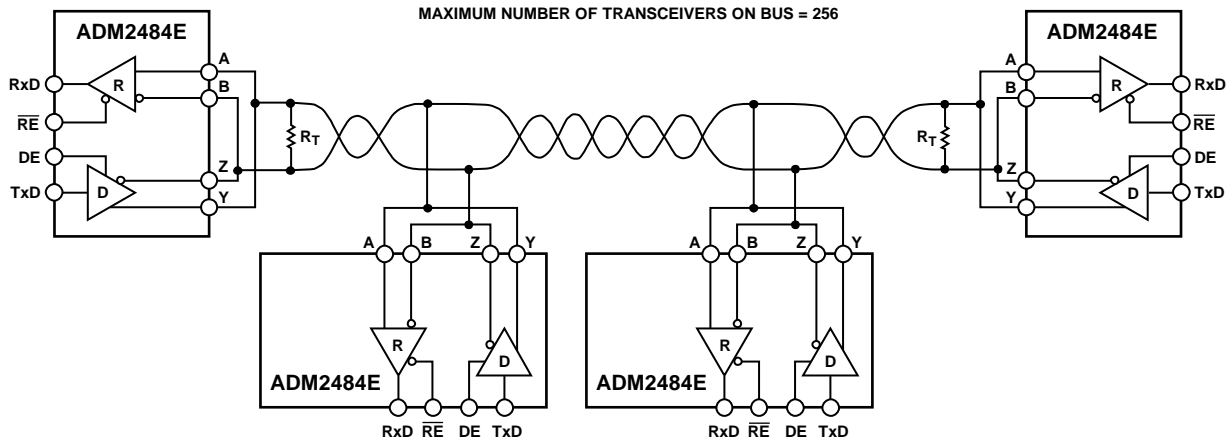 MAXIMUM NUMBER OF TRANSCEIVERS ON BUS = 256
ADM2484E
A
RxD
R
B
RE
DE
Z
TxD
D
Y
RT
RT
ADM2484E
A
RxD
R
B
RE
DE
Z
TxD
D
Y
A
B
Z
Y
R
D
ADM2484E
RxD
RE
DE
TxD
A
B
Z
Y
R
D
ADM2484E
RxD
RE
DE
TxD